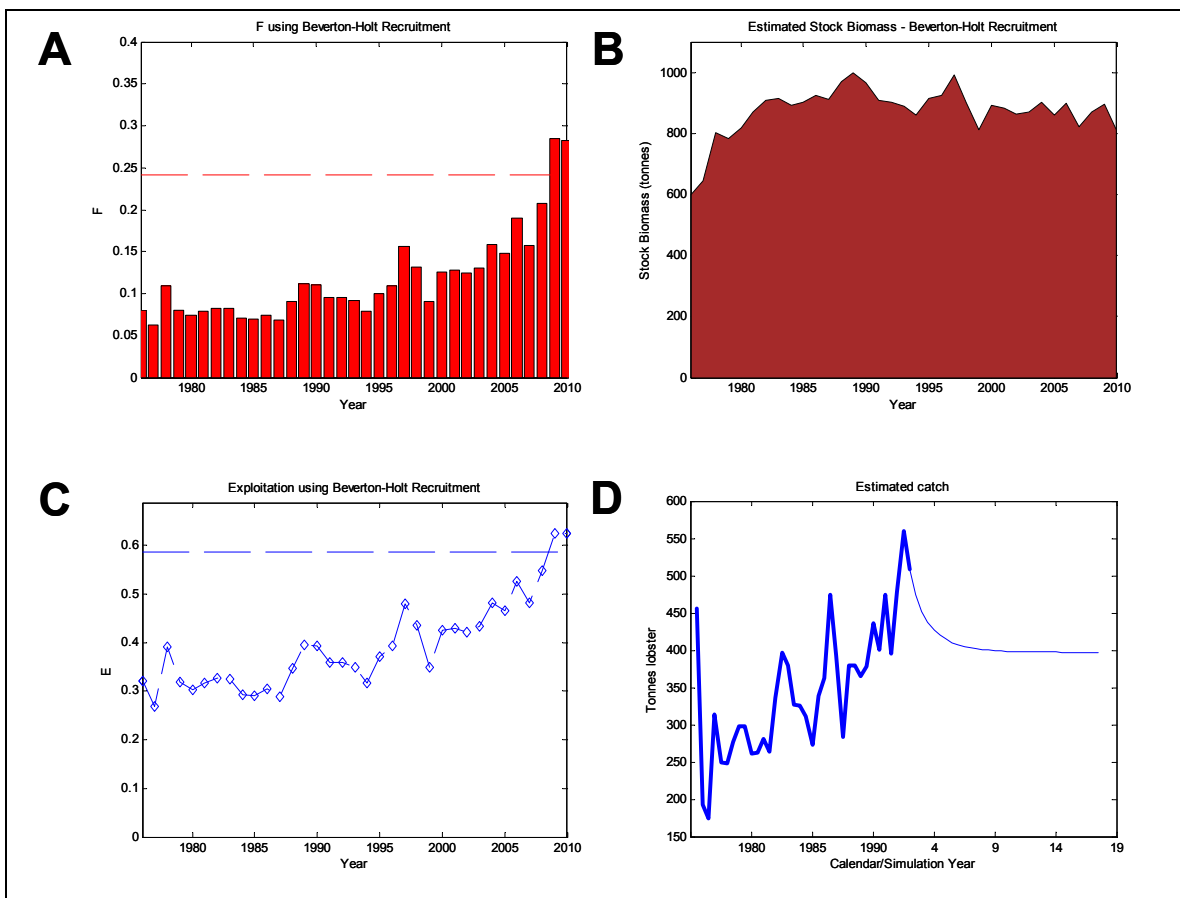 A
F using Beverton-Holt Recruitment
0.4
0.35
0.3
0.25
0.2
0.15
0.1
0.05
0
F
1980 1985 1990 1995 2000 2005 2010
Year
B
Estimated Stock Biomass - Beverton-Holt Recruitment
1000
800
600
400
200
0
Stock Biomass (tonnes)
1980 1985 1990 1995 2000 2005 2010
Year
C
Exploitation using Beverton-Holt Recruitment
0.6
0.5
0.4
0.3
0.2
0.1
0
E
1980 1985 1990 1995 2000 2005 2010
Year
D
Estimated catch
600
550
500
450
400
350
300
250
200
150
Tonnes lobster
1980 1985 1990 4 9 14 19
Calendar/Simulation Year